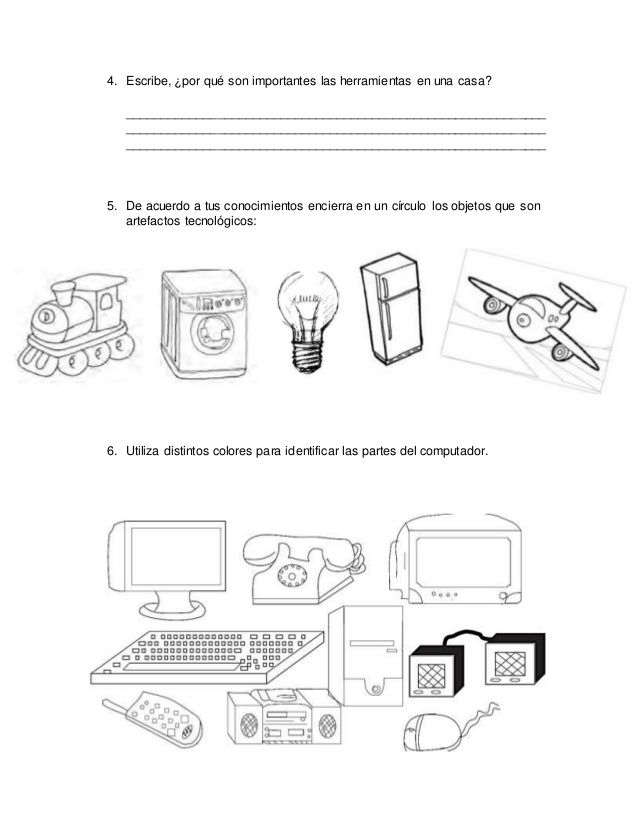 4. Escribe, ¿por qué son importantes las herramientas en una casa?
5. De acuerdo a tus conocimientos encierra en un círculo los objetos que son
artefactos tecnológicos:
6. Utiliza distintos colores para identificar las partes del computador.